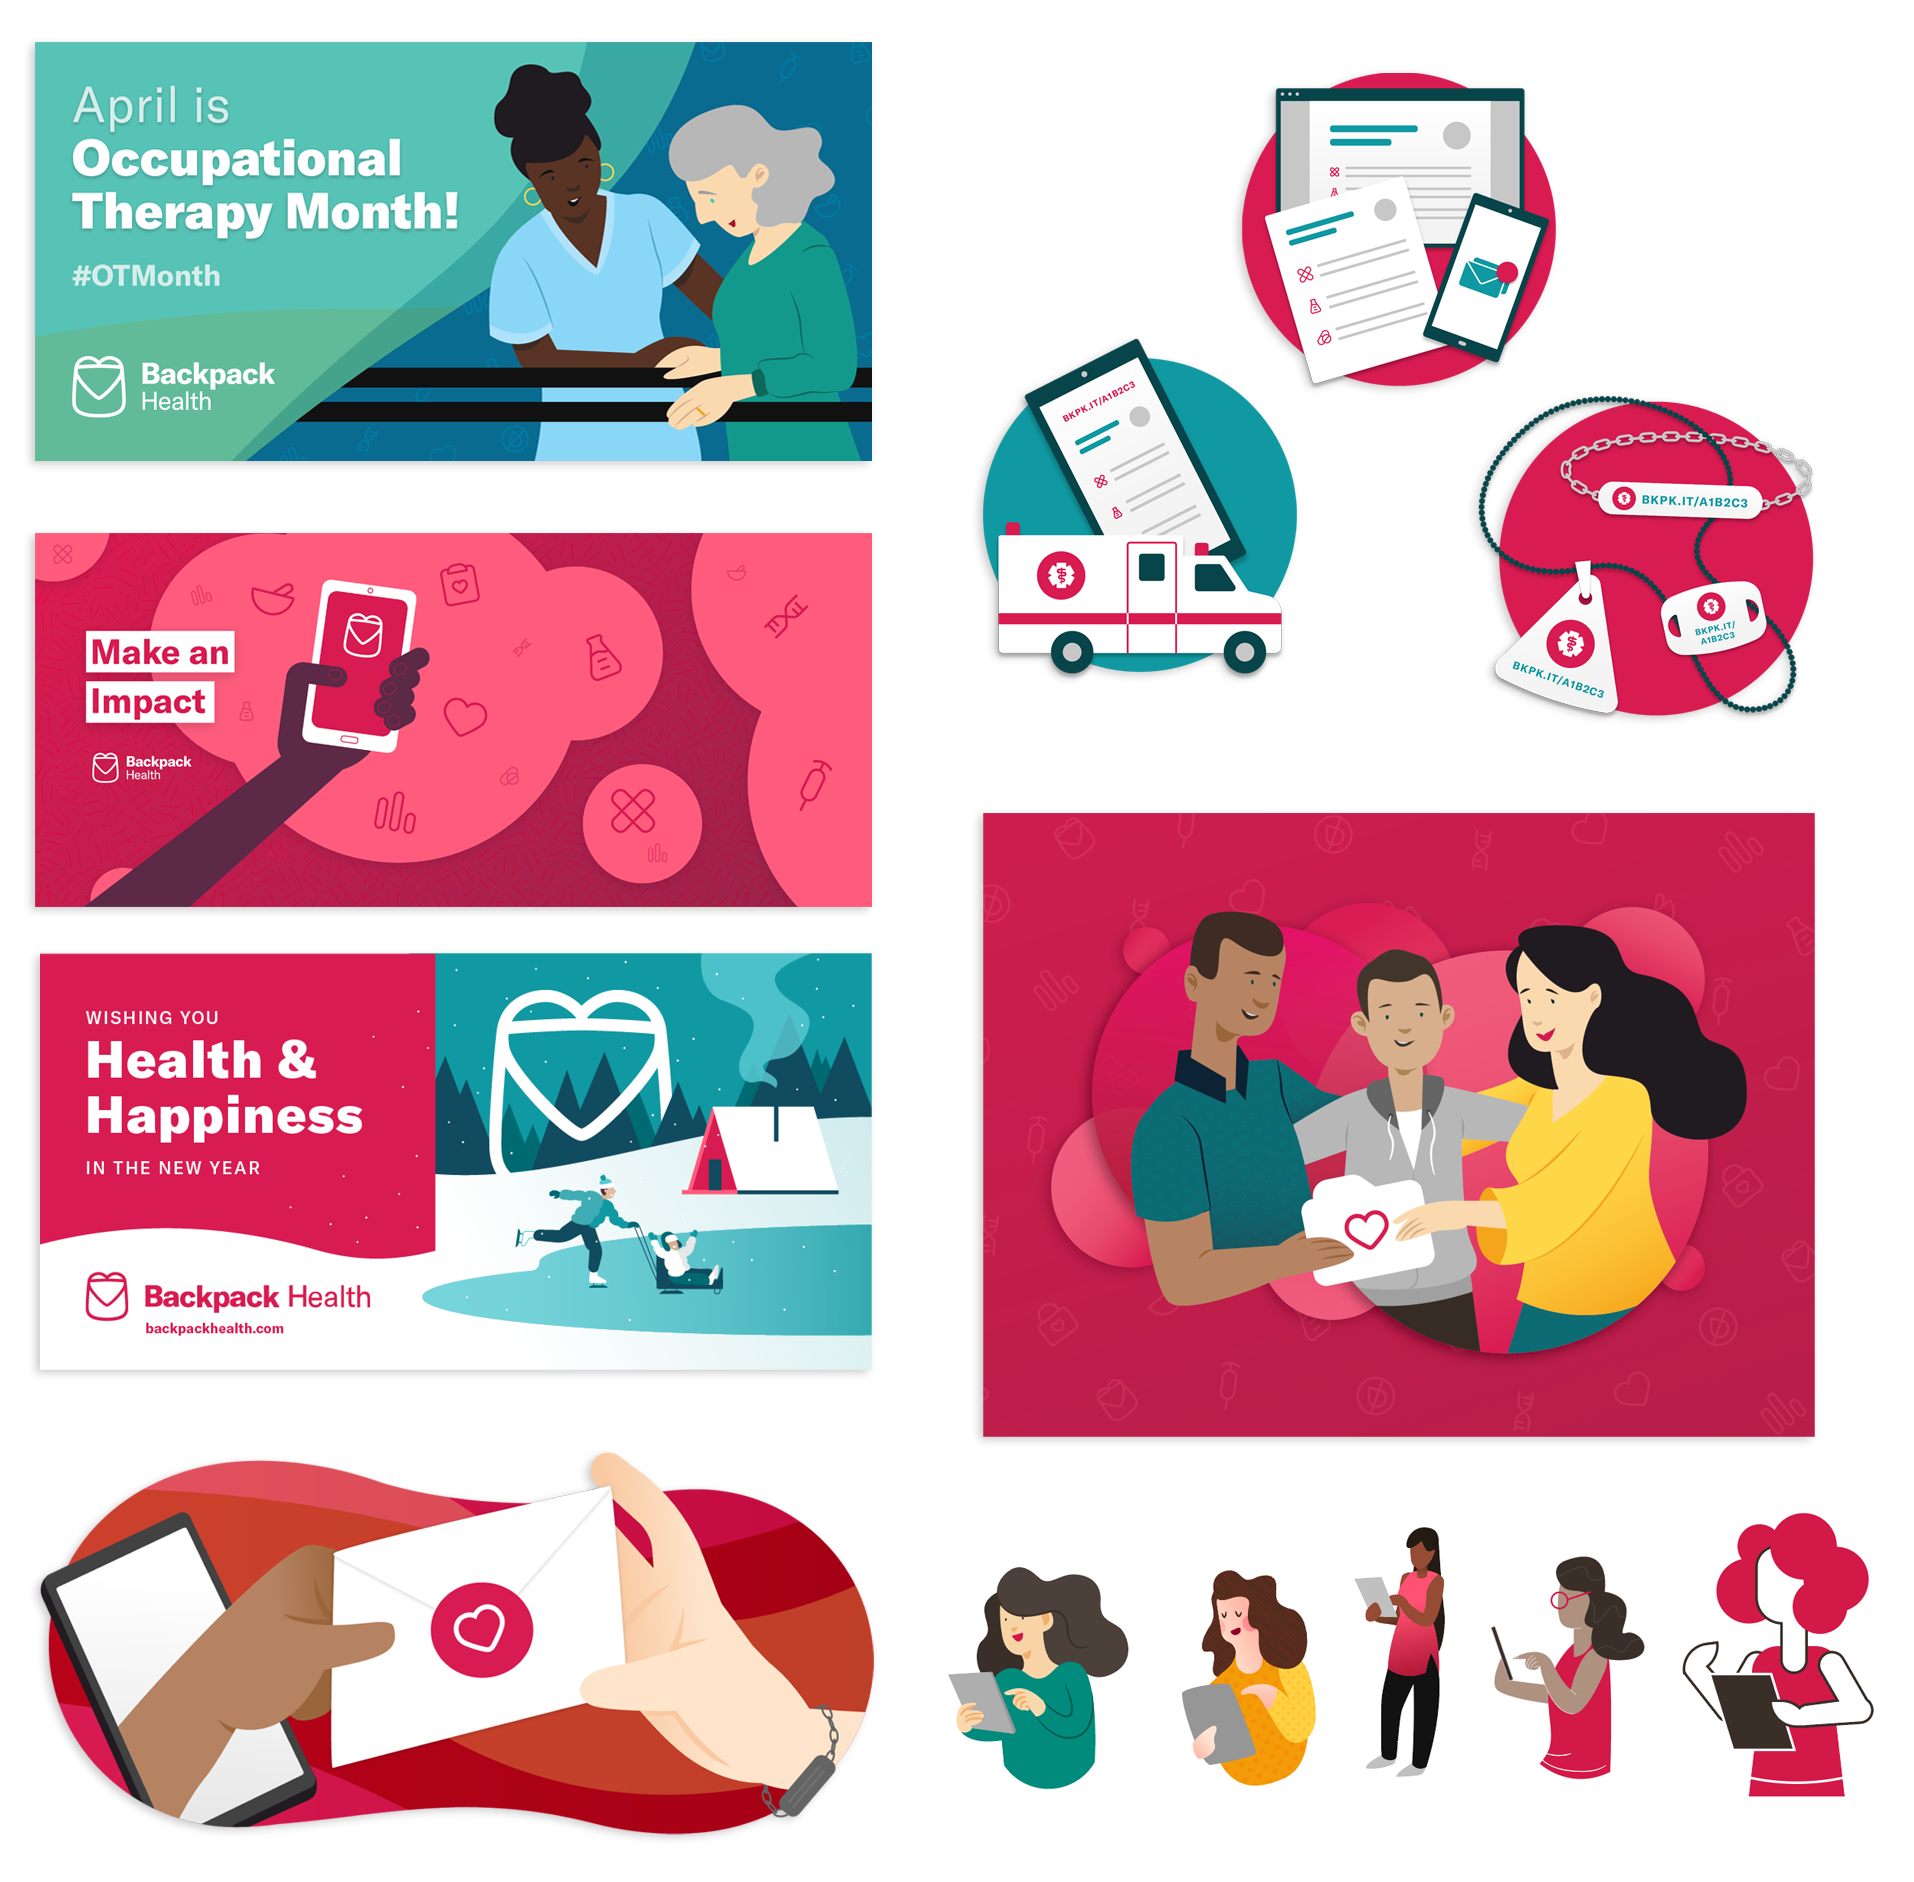 April is
Occupational
Therapy Month!
#OTMonth
Backpack
Health
Make an
Impact
Backpack
Health
WISHING YOU
Health &
Happiness
IN THE NEW YEAR
Backpack Health
backpackhealth.com
BKPK.IT/A1B2C3
BKPK.IT/A1B2C3
BKPK.IT/
A1B2C3
BKPK.IT/A1B2C3